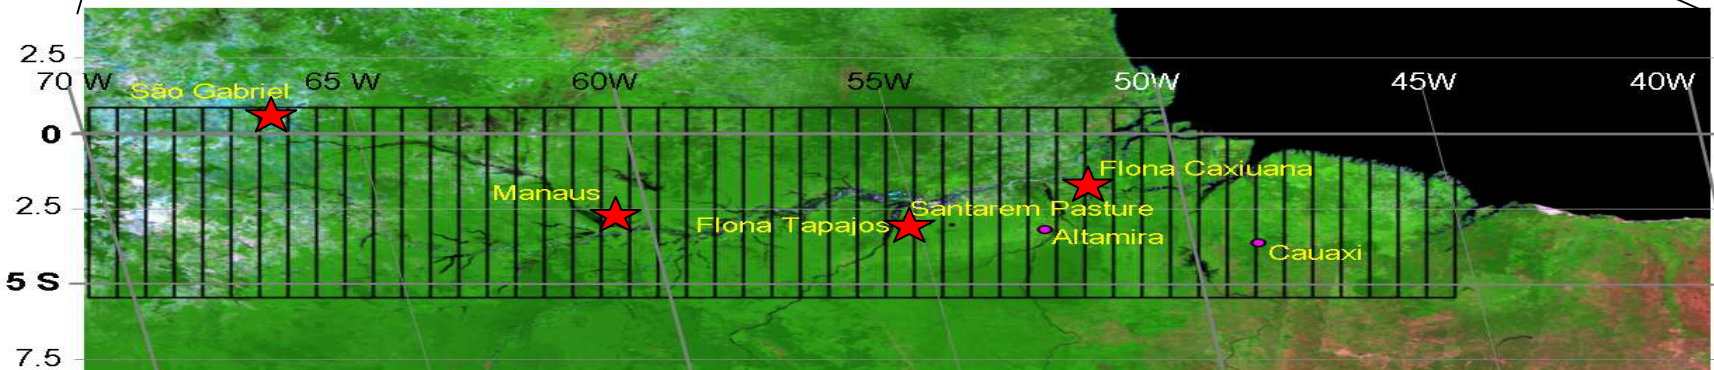 2.5
70 W
65 W
60W
55W
50W
45W
40W
São Gabriel
0
Flona Caxiuana
Manaus
2.5
Santarem Pasture
Flona Tapajos
Altamira
Cauaxi
5 S
7.5